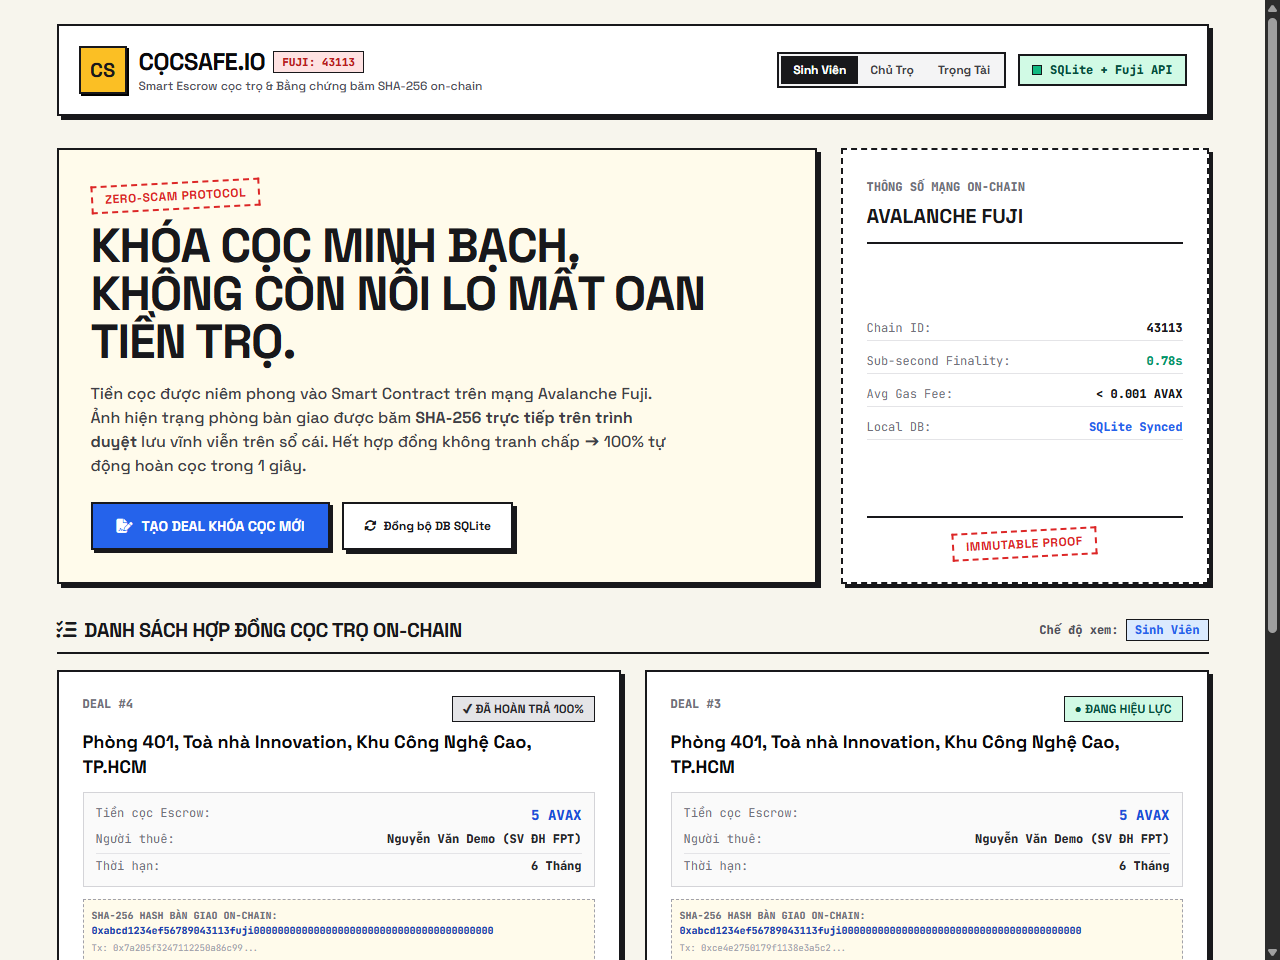 CS
CỌCSAFE.IO
FUJI: 43113
Smart Escrow cọc trọ & Bằng chứng băm SHA-256 on-chain
Sinh Viên
Chủ Trọ
Trọng Tài
SQLite + Fuji API
ZERO-SCAM PROTOCOL
KHÓA CỌC MINH BẠCH,
KHÔNG CÒN NỖI LO MẤT OAN
TIỀN TRỌ.
Tiền cọc được niêm phong vào Smart Contract trên mạng Avalanche Fuji.
Ảnh hiện trạng phòng bàn giao được băm SHA-256 trực tiếp trên trình
duyệt lưu vĩnh viễn trên sổ cái. Hết hợp đồng không tranh chấp → 100% tự
động hoàn cọc trong 1 giây.
TẠO DEAL KHÓA CỌC MỚI
Đồng bộ DB SQLite
THÔNG SỐ MẠNG ON-CHAIN
AVALANCHE FUJI
Chain ID: 43113
Sub-second Finality: 0.78s
Avg Gas Fee: < 0.001 AVAX
Local DB: SQLite Synced
IMMUTABLE PROOF
DANH SÁCH HỢP ĐỒNG CỌC TRỌ ON-CHAIN
Chế độ xem: Sinh Viên
DEAL #4
✓ ĐÃ HOÀN TRẢ 100%
Phòng 401, Toà nhà Innovation, Khu Công Nghệ Cao,
TP.HCM
Tiền cọc Escrow: 5 AVAX
Người thuê: Nguyễn Văn Demo (SV ĐH FPT)
Thời hạn: 6 Tháng
SHA-256 HASH BÀN GIAO ON-CHAIN:
0xabcd1234ef56789043113fuji0000000000000000000000000000000000000000
Tx: 0x7a205f3247112250a86c99...
DEAL #3
● ĐANG HIỆU LỰC
Phòng 401, Toà nhà Innovation, Khu Công Nghệ Cao,
TP.HCM
Tiền cọc Escrow: 5 AVAX
Người thuê: Nguyễn Văn Demo (SV ĐH FPT)
Thời hạn: 6 Tháng
SHA-256 HASH BÀN GIAO ON-CHAIN:
0xabcd1234ef56789043113fuji0000000000000000000000000000000000000000
Tx: 0xce4e2750179f1138e3a5c2...